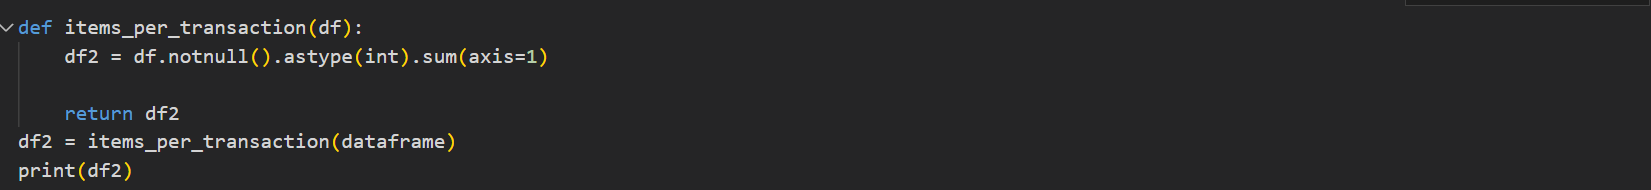 def items_per_transaction(df):
    df2 = df.notnull().astype(int).sum(axis=1)
    return df2
df2 = items_per_transaction(dataframe)
print(df2)